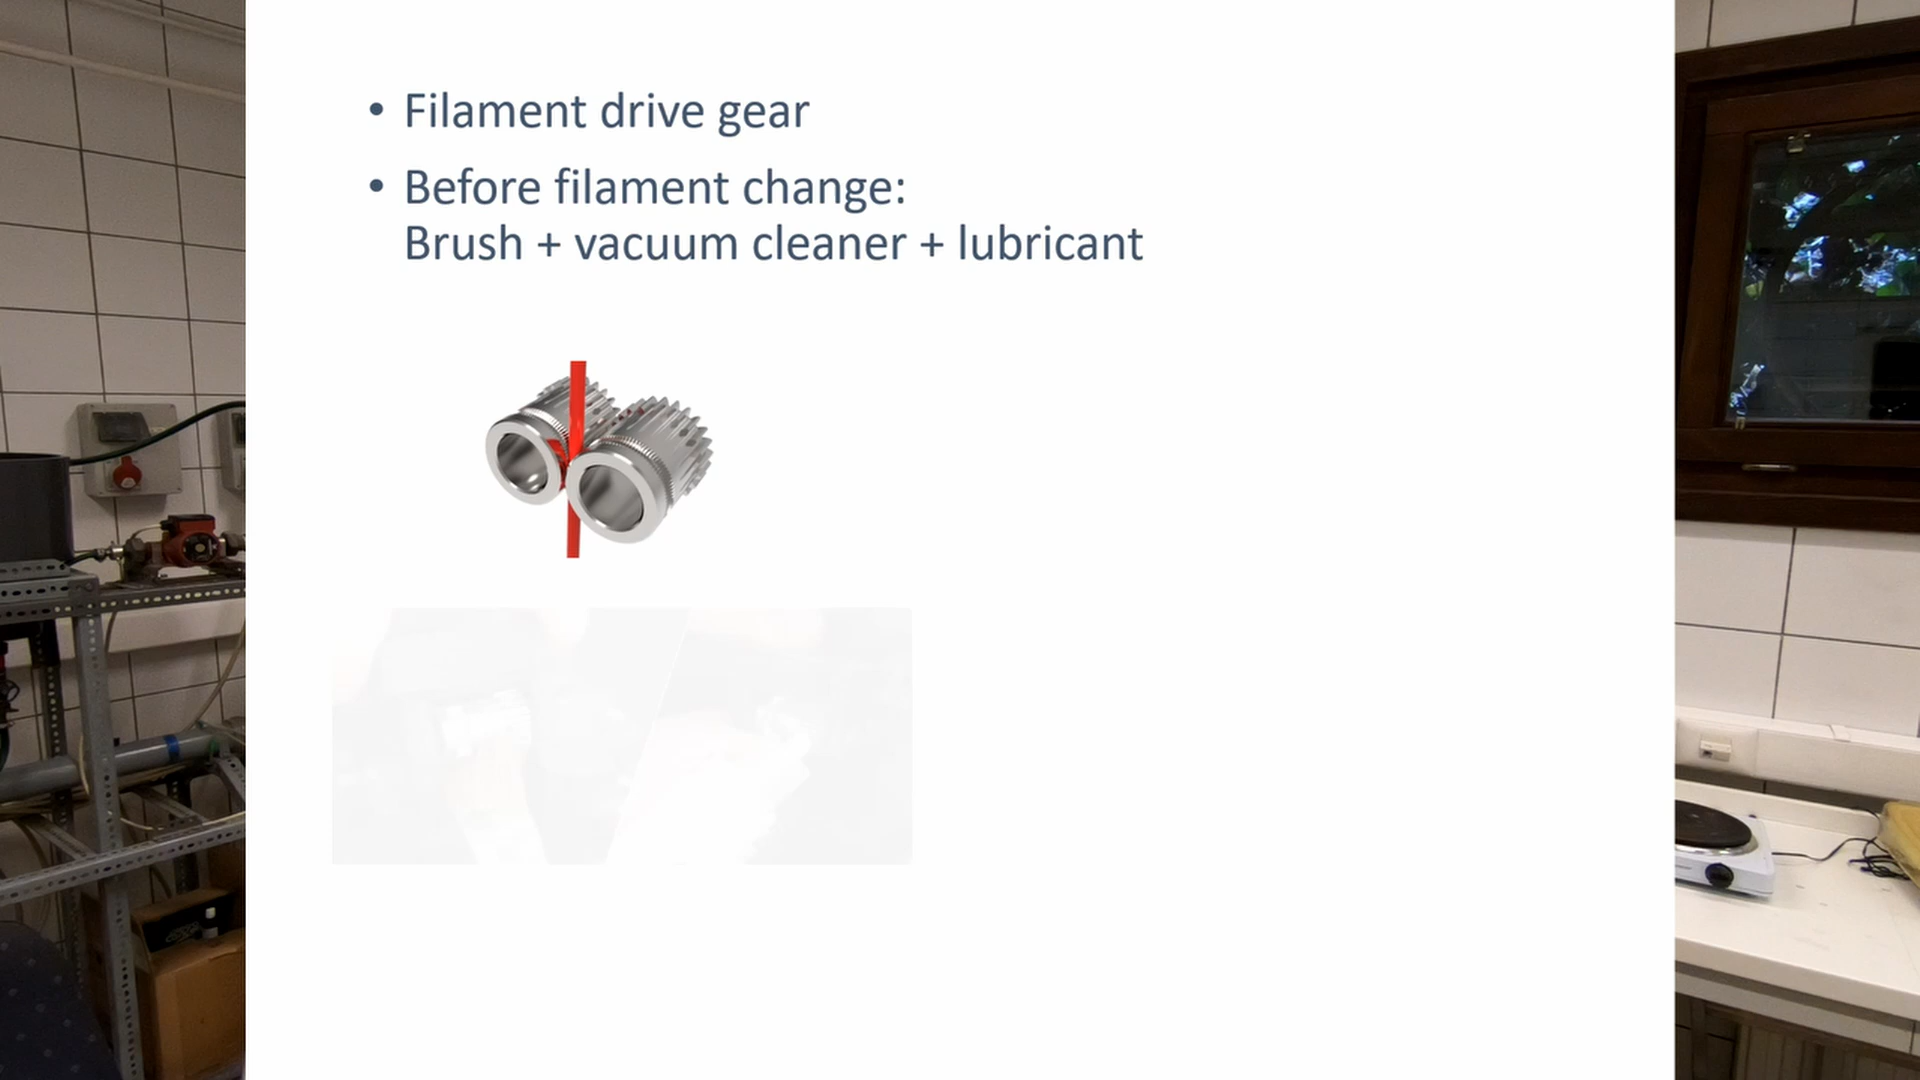 • Filament drive gear
• Before filament change:
Brush + vacuum cleaner + lubricant